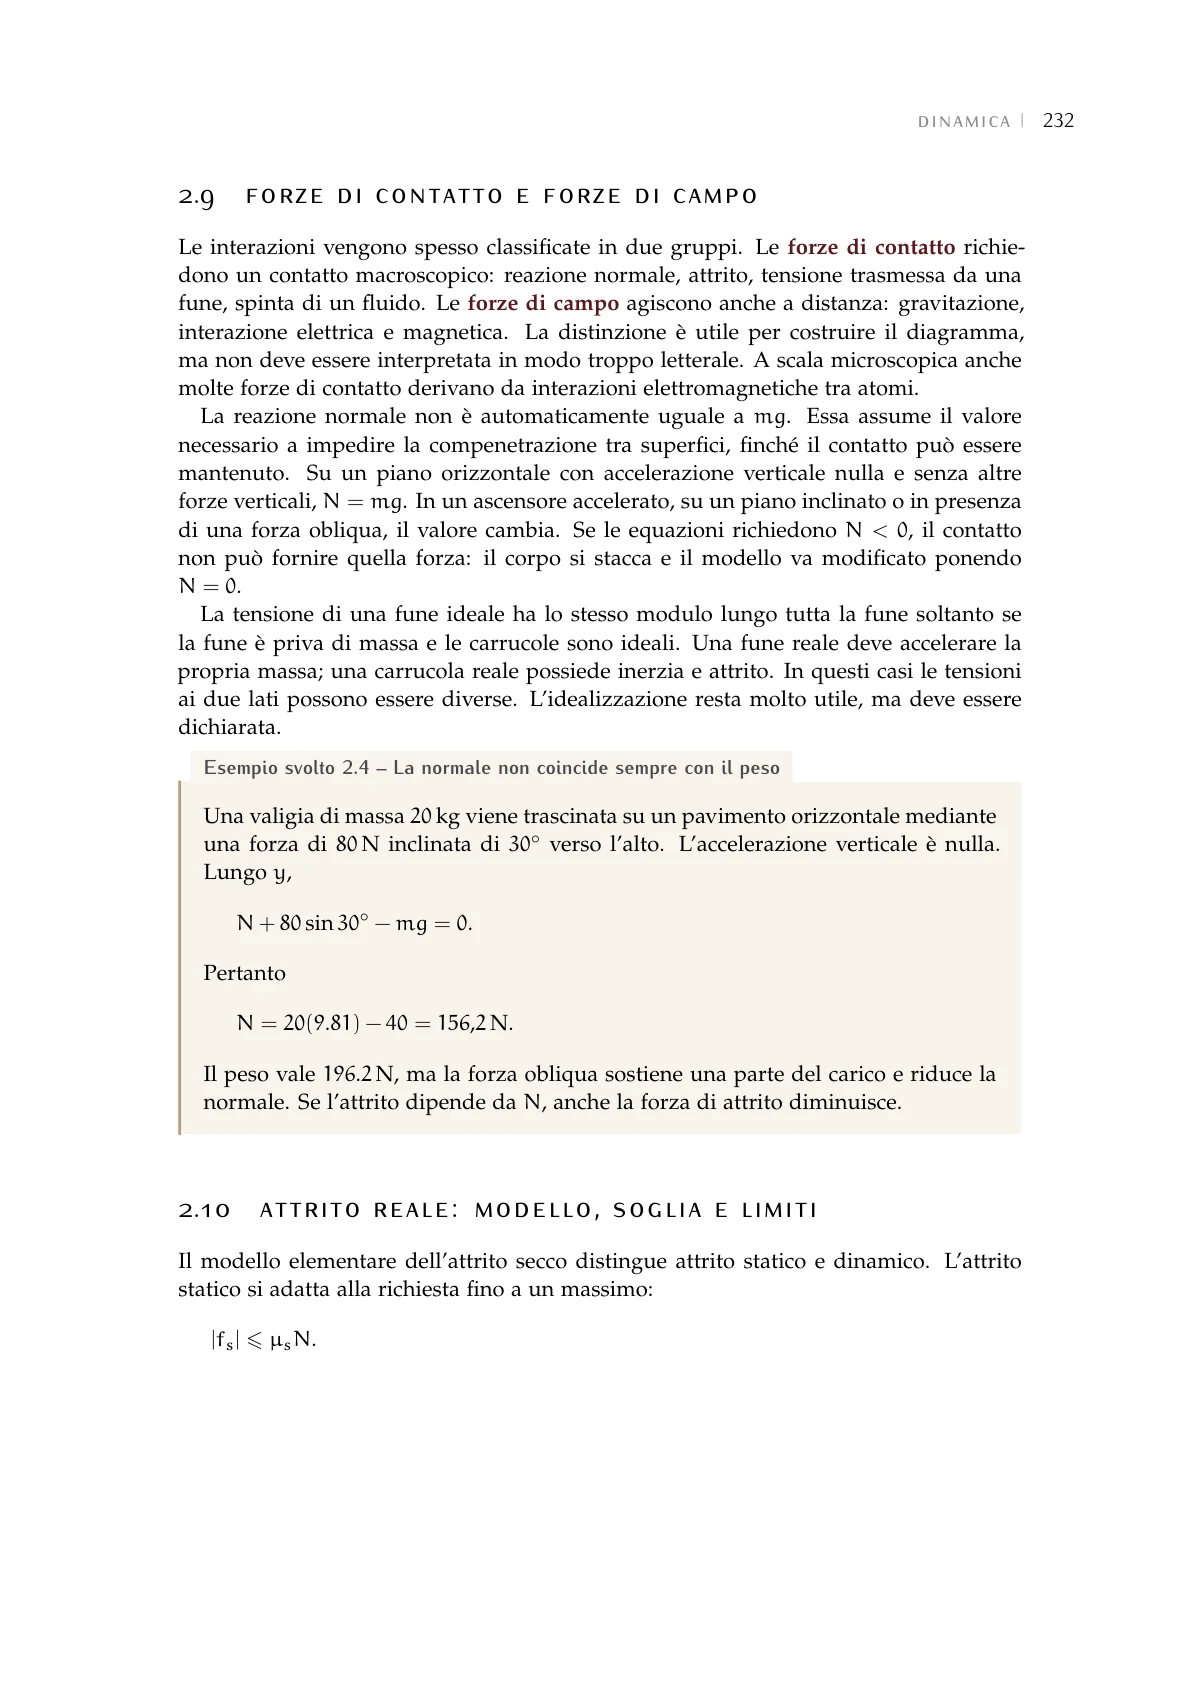 DINAMICA | 232
2.9 FORZE DI CONTATTO E FORZE DI CAMPO
Le interazioni vengono spesso classificate in due gruppi. Le forze di contatto richie-
dono un contatto macroscopico: reazione normale, attrito, tensione trasmessa da una
fune, spinta di un fluido. Le forze di campo agiscono anche a distanza: gravitazione,
interazione elettrica e magnetica. La distinzione è utile per costruire il diagramma,
ma non deve essere interpretata in modo troppo letterale. A scala microscopica anche
molte forze di contatto derivano da interazioni elettromagnetiche tra atomi.
La reazione normale non è automaticamente uguale a mg. Essa assume il valore
necessario a impedire la compenetrazione tra superfici, finché il contatto può essere
mantenuto. Su un piano orizzontale con accelerazione verticale nulla e senza altre
forze verticali, N = mg. In un ascensore accelerato, su un piano inclinato o in presenza
di una forza obliqua, il valore cambia. Se le equazioni richiedono N < 0, il contatto
non può fornire quella forza: il corpo si stacca e il modello va modificato ponendo
N = 0.
La tensione di una fune ideale ha lo stesso modulo lungo tutta la fune soltanto se
la fune è priva di massa e le carrucole sono ideali. Una fune reale deve accelerare la
propria massa; una carrucola reale possiede inerzia e attrito. In questi casi le tensioni
ai due lati possono essere diverse. L'idealizzazione resta molto utile, ma deve essere
dichiarata.
Esempio svolto 2.4 – La normale non coincide sempre con il peso
Una valigia di massa 20 kg viene trascinata su un pavimento orizzontale mediante
una forza di 80 N inclinata di 30° verso l'alto. L'accelerazione verticale è nulla.
Lungo y,
N + 80 sin 30° − mg = 0.
Pertanto
N = 20(9.81) − 40 = 156,2 N.
Il peso vale 196.2 N, ma la forza obliqua sostiene una parte del carico e riduce la
normale. Se l'attrito dipende da N, anche la forza di attrito diminuisce.
2.10 ATTRITO REALE: MODELLO, SOGLIA E LIMITI
Il modello elementare dell'attrito secco distingue attrito statico e dinamico. L'attrito
statico si adatta alla richiesta fino a un massimo:
|fₛ| ⩽ μₛN.